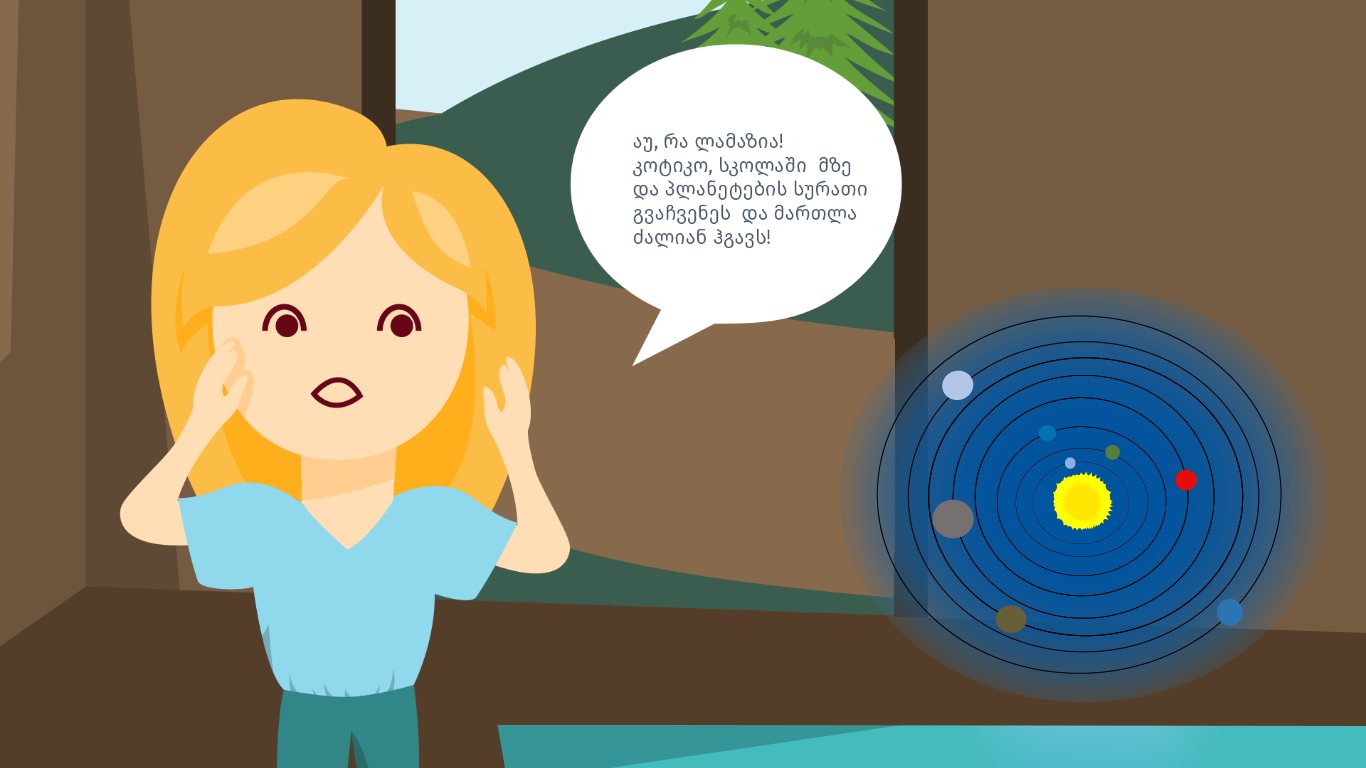 აუ, რა ლამაზია!
კოტიკო, სკოლაში  მზე
და პლანეტების სურათი
გვაჩვენეს  და მართლა
ძალიან ჰგავს!